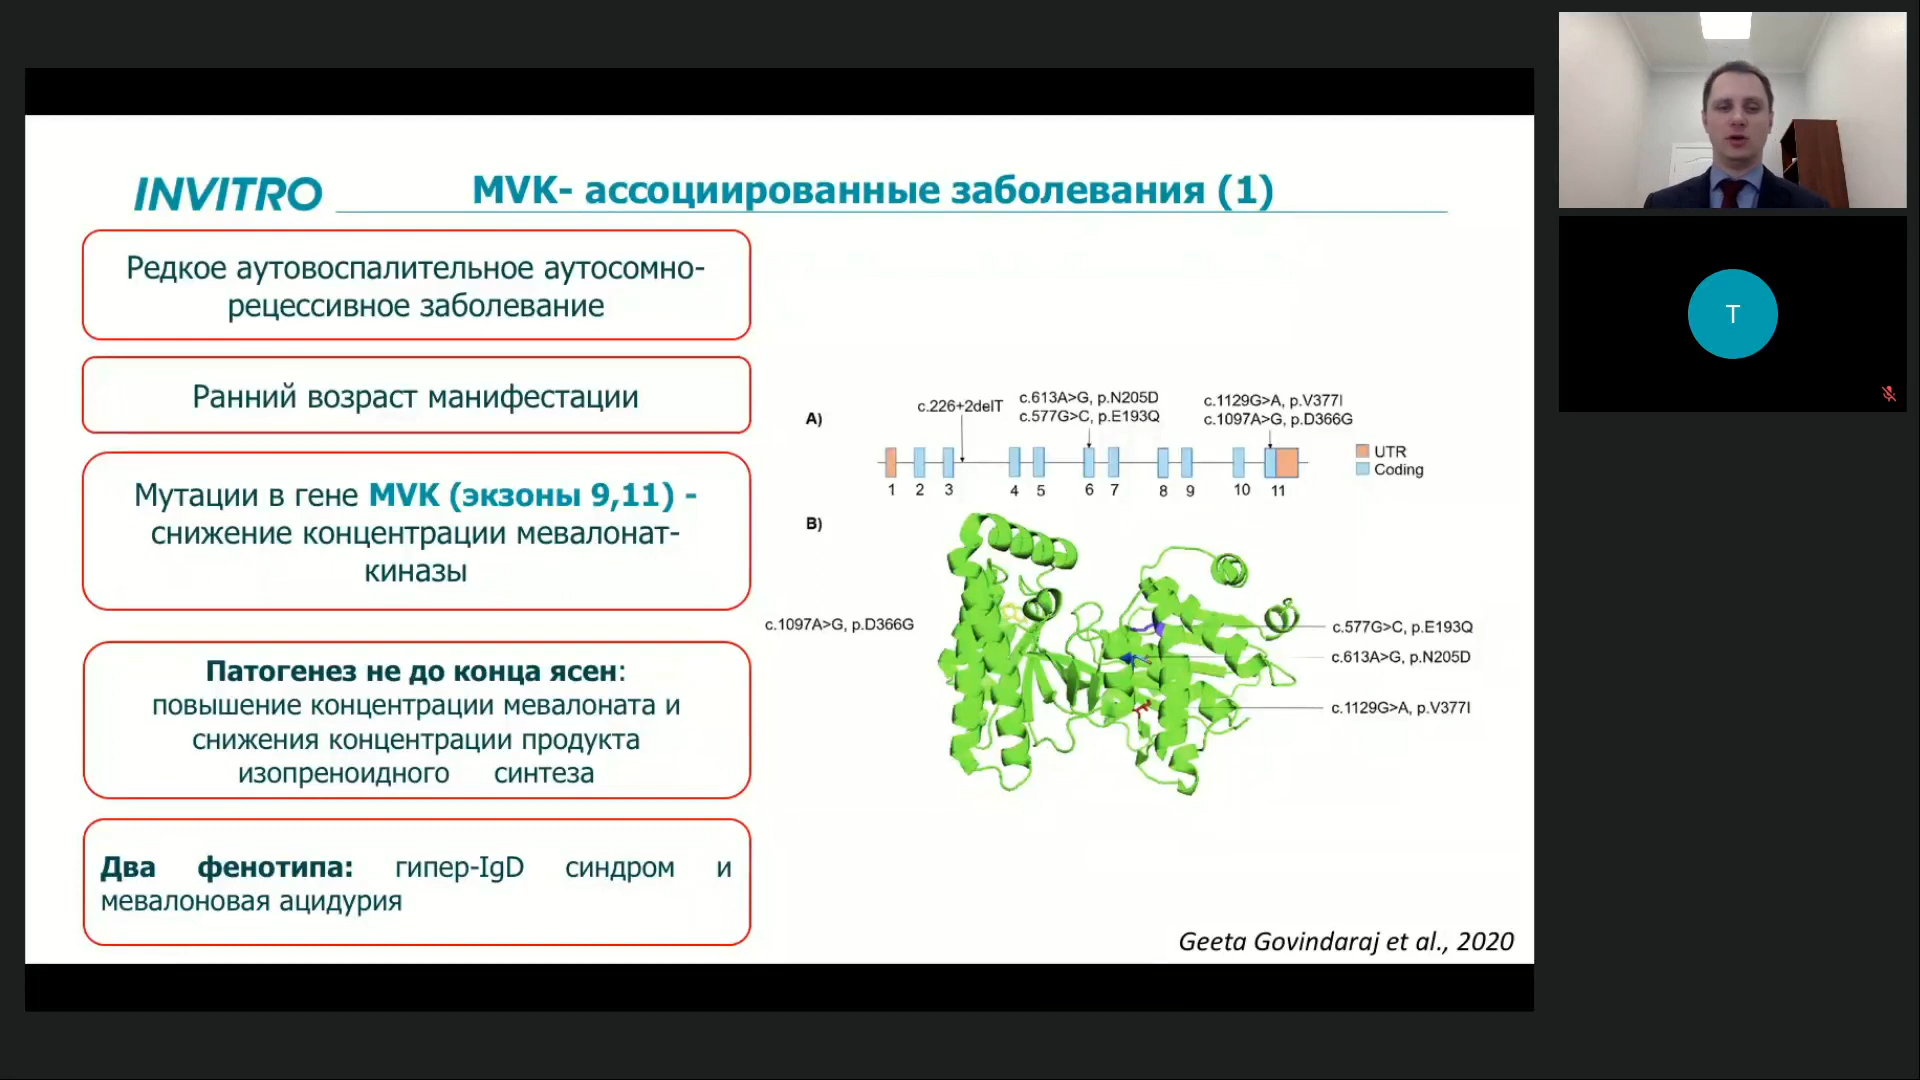 INVITRO
MVK- ассоциированные заболевания (1)
Редкое аутовоспалительное аутосомно-
рецессивное заболевание
Ранний возраст манифестации
Мутации в гене MVK (экзоны 9,11) -
снижение концентрации мевалонат-
киназы
Патогенез не до конца ясен:
повышение концентрации мевалоната и
снижения концентрации продукта
изопреноидного синтеза
Два фенотипа: гипер-IgD синдром и
мевалоновая ацидурия
A)
c.226+2delT
c.613A>G, p.N205D
c.577G>C, p.E193Q
c.1129G>A, p.V377I
c.1097A>G, p.D366G
1 2 3 4 5 6 7 8 9 10 11
UTR
Coding
B)
c.1097A>G, p.D366G
c.577G>C, p.E193Q
c.613A>G, p.N205D
c.1129G>A, p.V377I
Geeta Govindaraj et al., 2020
T